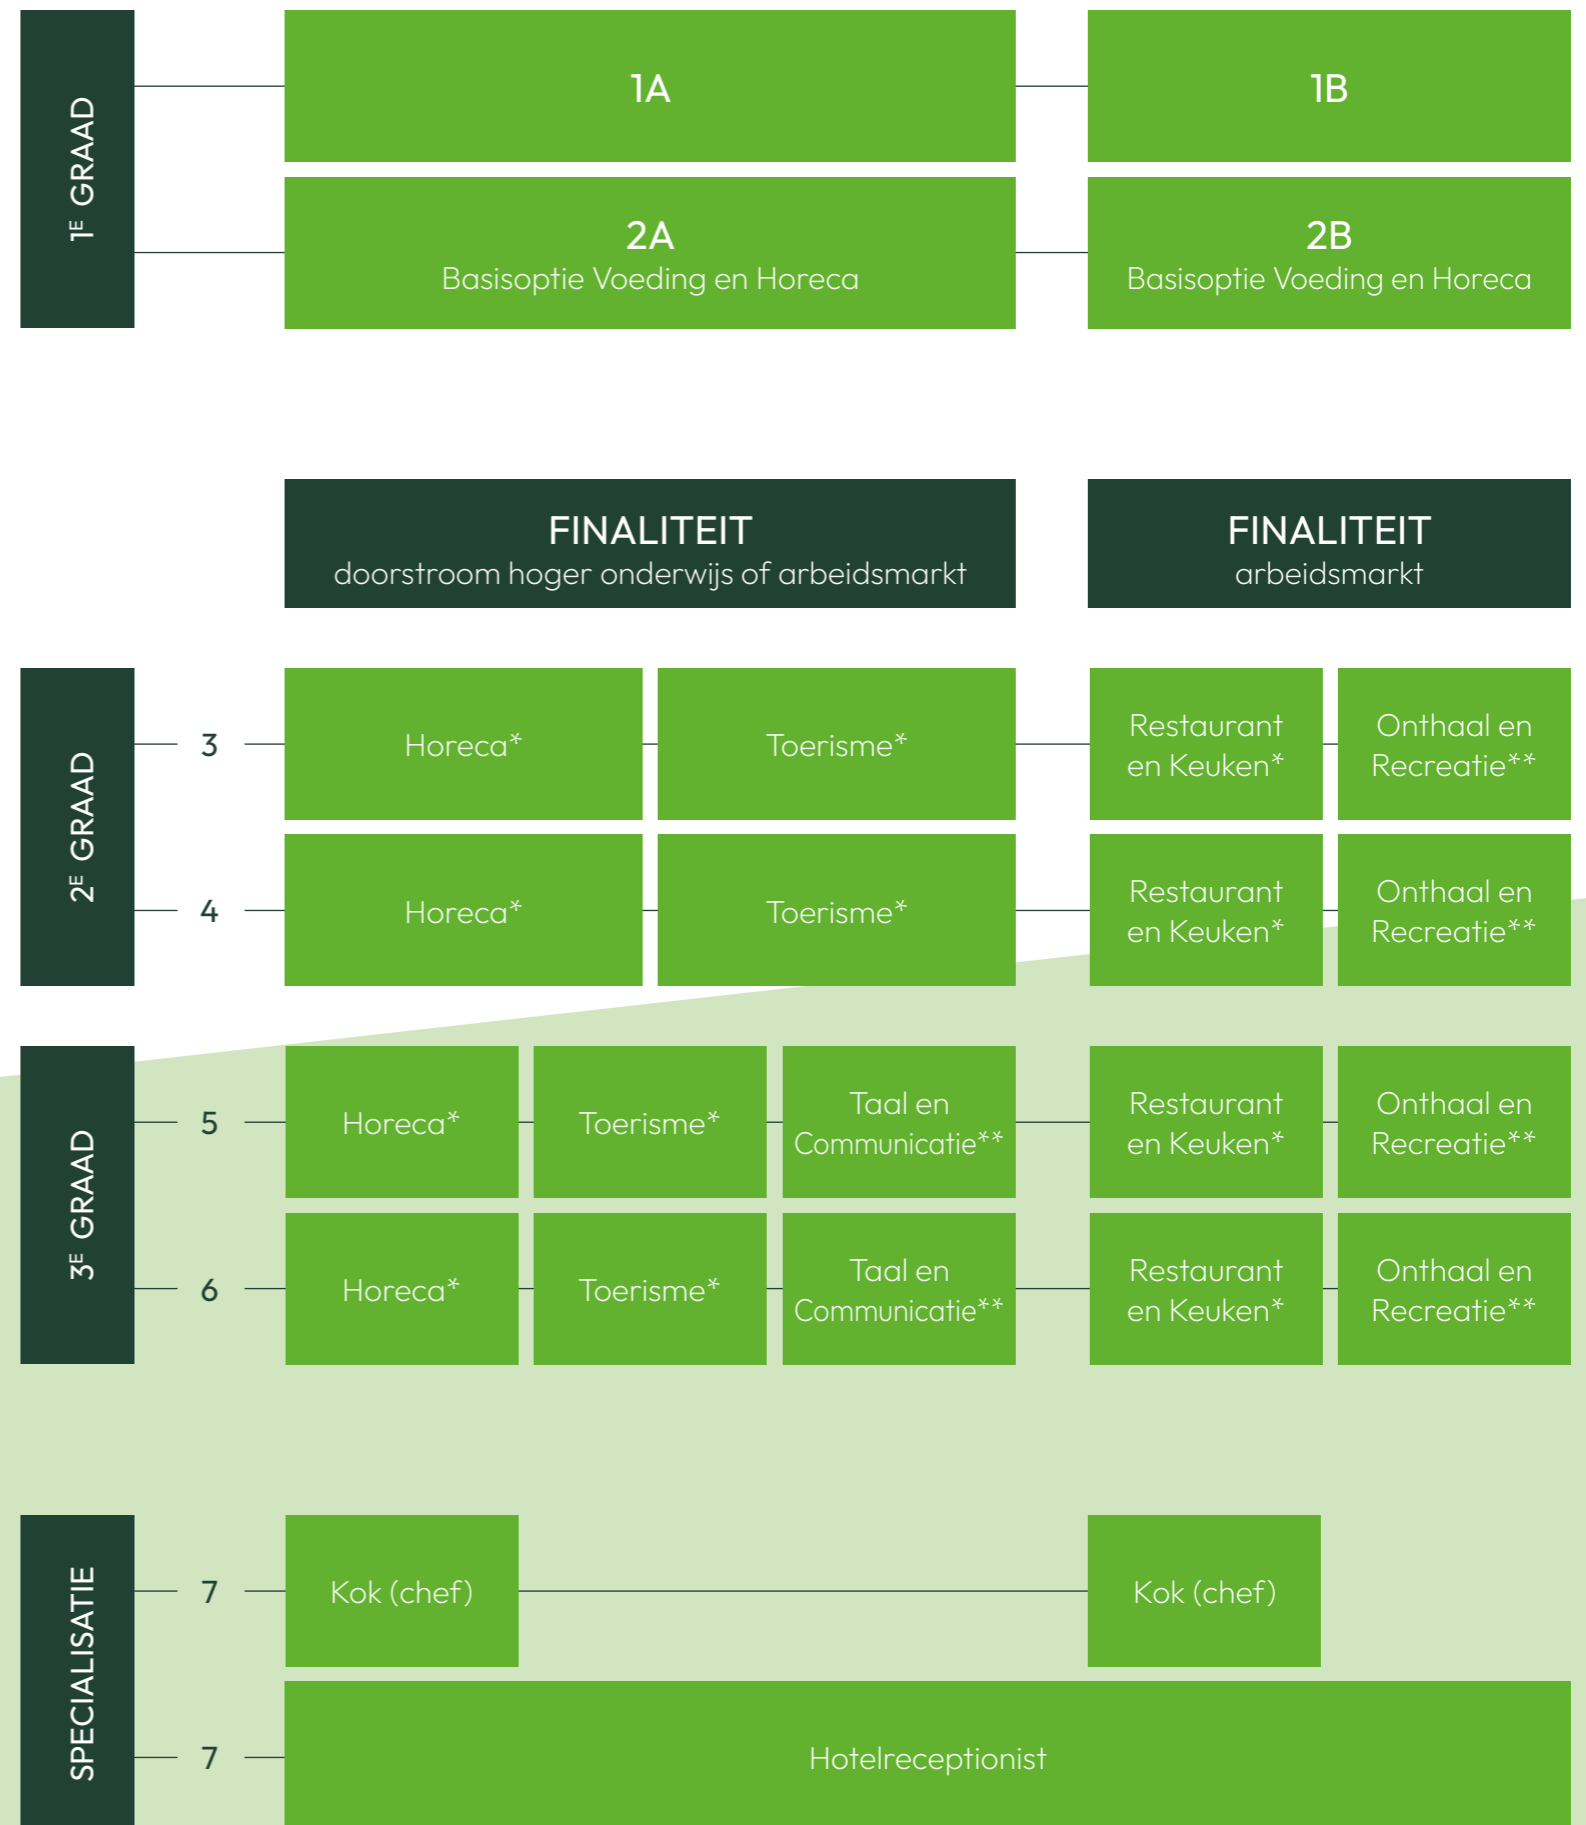 1E GRAAD
1A
1B
2A
Basisoptie Voeding en Horeca
2B
Basisoptie Voeding en Horeca
FINALITEIT
doorstroom hoger onderwijs of arbeidsmarkt
FINALITEIT
arbeidsmarkt
2E GRAAD
3
Horeca*
Toerisme*
Restaurant
en Keuken*
Onthaal en
Recreatie**
4
Horeca*
Toerisme*
Restaurant
en Keuken*
Onthaal en
Recreatie**
3E GRAAD
5
Horeca*
Toerisme*
Taal en
Communicatie**
Restaurant
en Keuken*
Onthaal en
Recreatie**
6
Horeca*
Toerisme*
Taal en
Communicatie**
Restaurant
en Keuken*
Onthaal en
Recreatie**
SPECIALISATIE
7
Kok (chef)
Kok (chef)
7
Hotelreceptionist